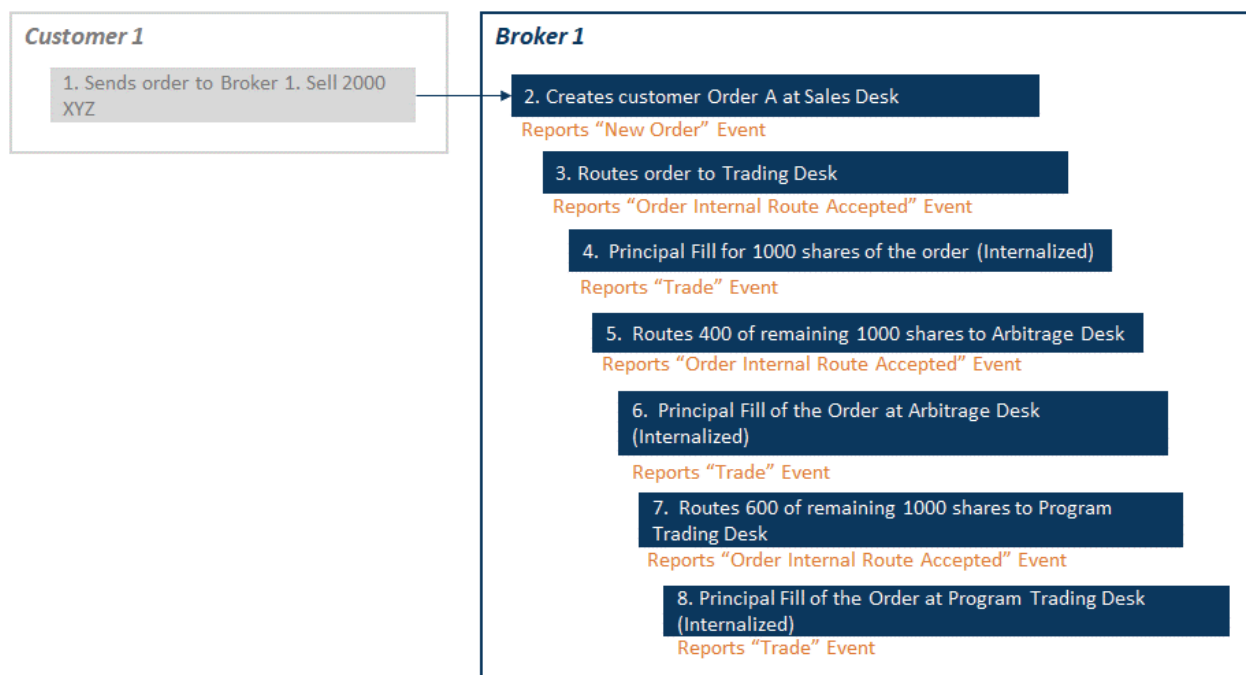 Customer 1
1. Sends order to Broker 1. Sell 2000
XYZ
Broker 1
2. Creates customer Order A at Sales Desk
Reports “New Order” Event
3. Routes order to Trading Desk
Reports “Order Internal Route Accepted” Event
4. Principal Fill for 1000 shares of the order (Internalized)
Reports “Trade” Event
5. Routes 400 of remaining 1000 shares to Arbitrage Desk
Reports “Order Internal Route Accepted” Event
6. Principal Fill of the Order at Arbitrage Desk
(Internalized)
Reports “Trade” Event
7. Routes 600 of remaining 1000 shares to Program
Trading Desk
Reports “Order Internal Route Accepted” Event
8. Principal Fill of the Order at Program Trading Desk
(Internalized)
Reports “Trade” Event